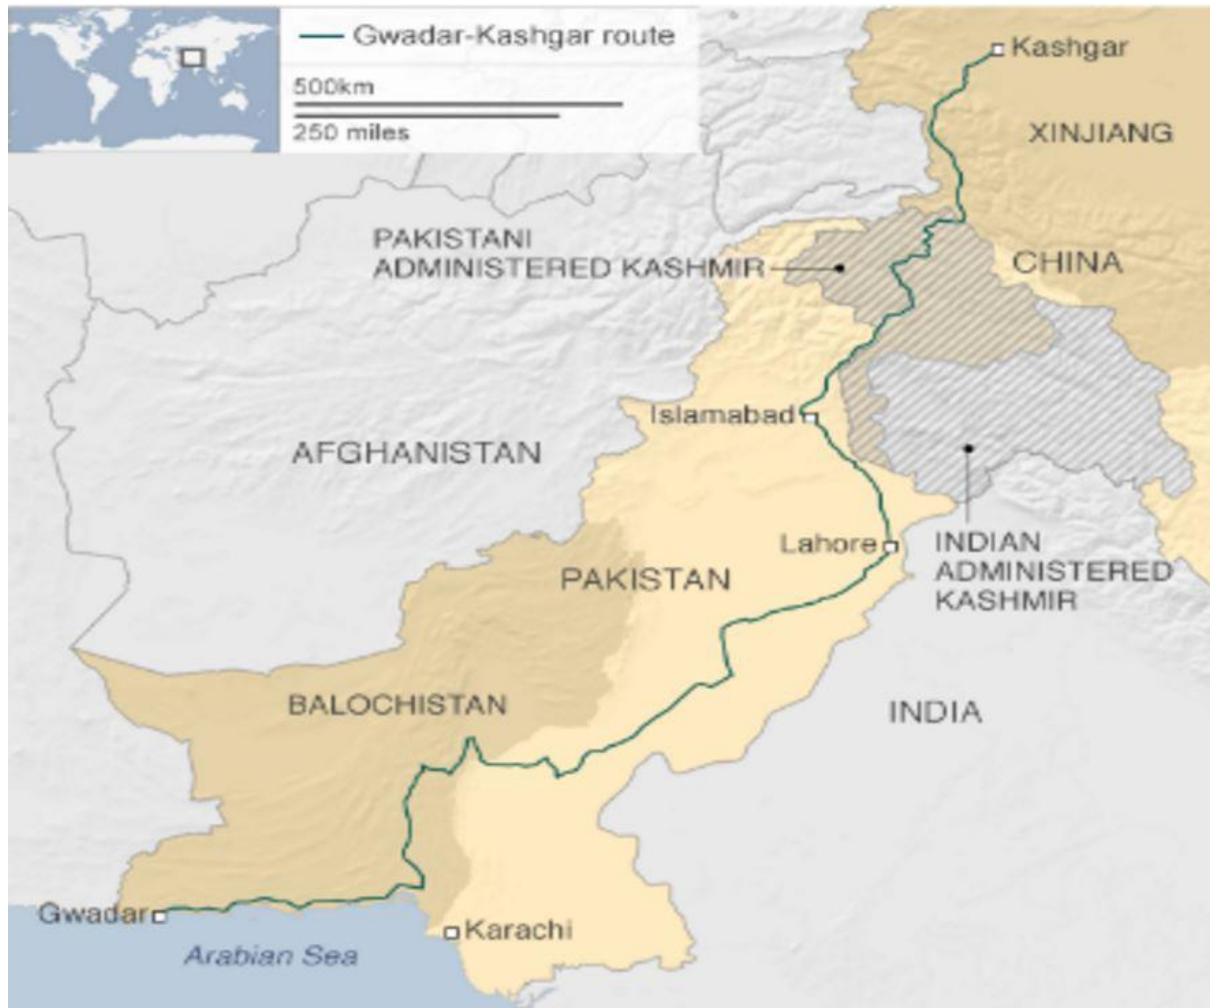 Gwadar-Kashgar route
500km
250 miles
Kashgar
XINJIANG
PAKISTANI
ADMINISTERED KASHMIR
CHINA
Islamabad
AFGHANISTAN
Lahore
INDIAN
ADMINISTERED
KASHMIR
PAKISTAN
BALOCHISTAN
INDIA
Gwadar
Karachi
Arabian Sea